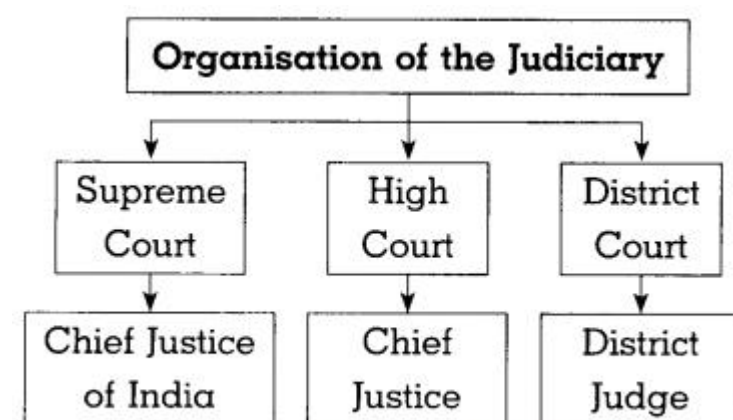 Organisation of the Judiciary
Supreme
Court
High
Court
District
Court
Chief Justice
of India
Chief
Justice
District
Judge